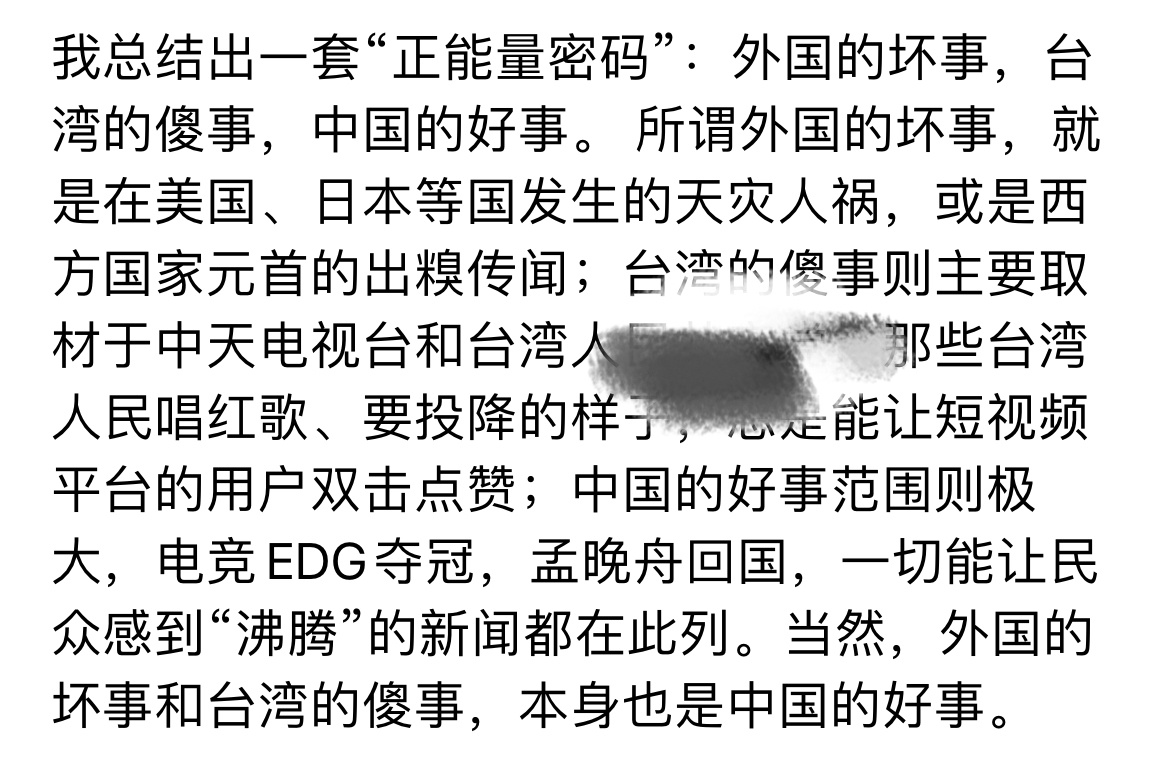 我总结出一套“正能量密码”：外国的坏事，台
湾的傻事，中国的好事。 所谓外国的坏事，就
是在美国、日本等国发生的天灾人祸，或是西
方国家元首的出糗传闻；台湾的傻事则主要取
材于中天电视台和台湾人 那些台湾
人民唱红歌、要投降的样子，总是能让短视频
平台的用户双击点赞；中国的好事范围则极
大，电竞EDG夺冠，孟晚舟回国，一切能让民
众感到“沸腾”的新闻都在此列。当然，外国的
坏事和台湾的傻事，本身也是中国的好事。